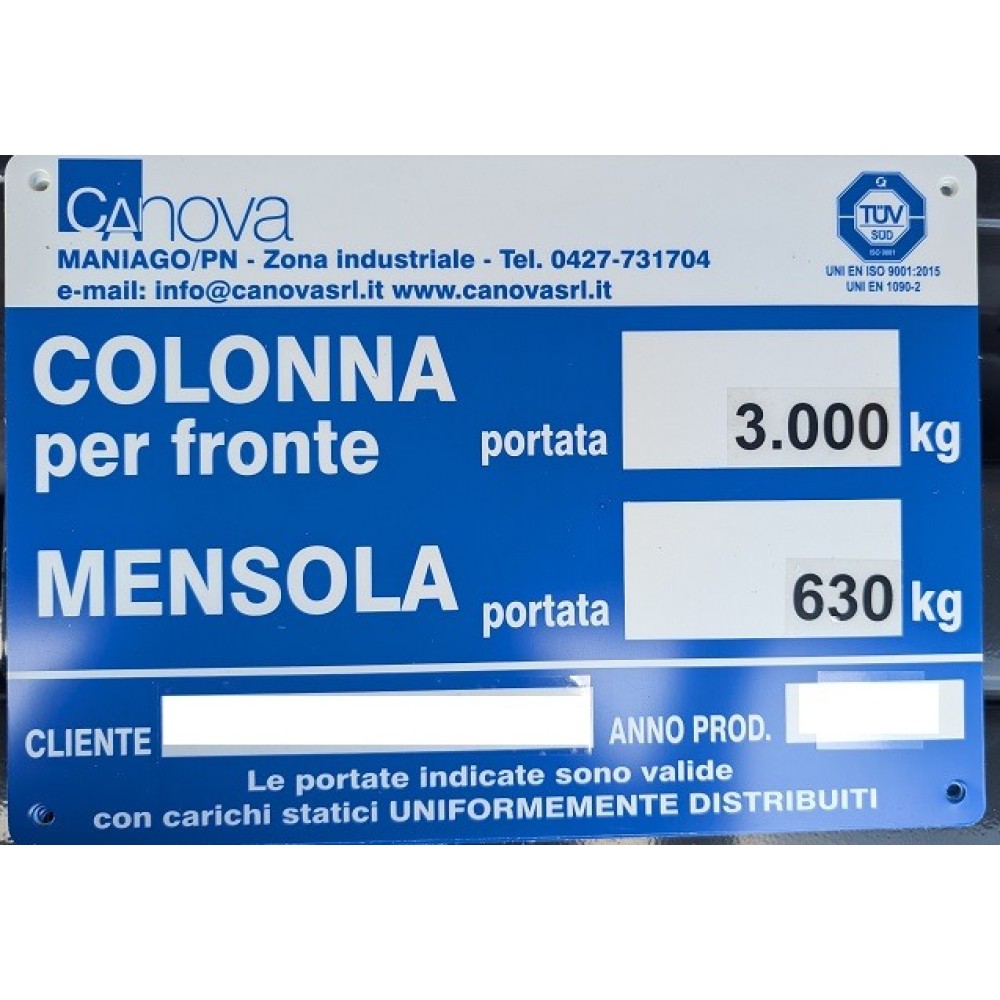 CAnova
MANIAGO/PN - Zona industriale - Tel. 0427-731704
e-mail: info@canovasrl.it www.canovasrl.it
TÜV
SÜD
ISO 9001
UNI EN ISO 9001:2015
UNI EN 1090-2
COLONNA
per fronte portata 3.000 kg
MENSOLA portata 630 kg
CLIENTE ANNO PROD.
Le portate indicate sono valide
con carichi statici UNIFORMEMENTE DISTRIBUITI